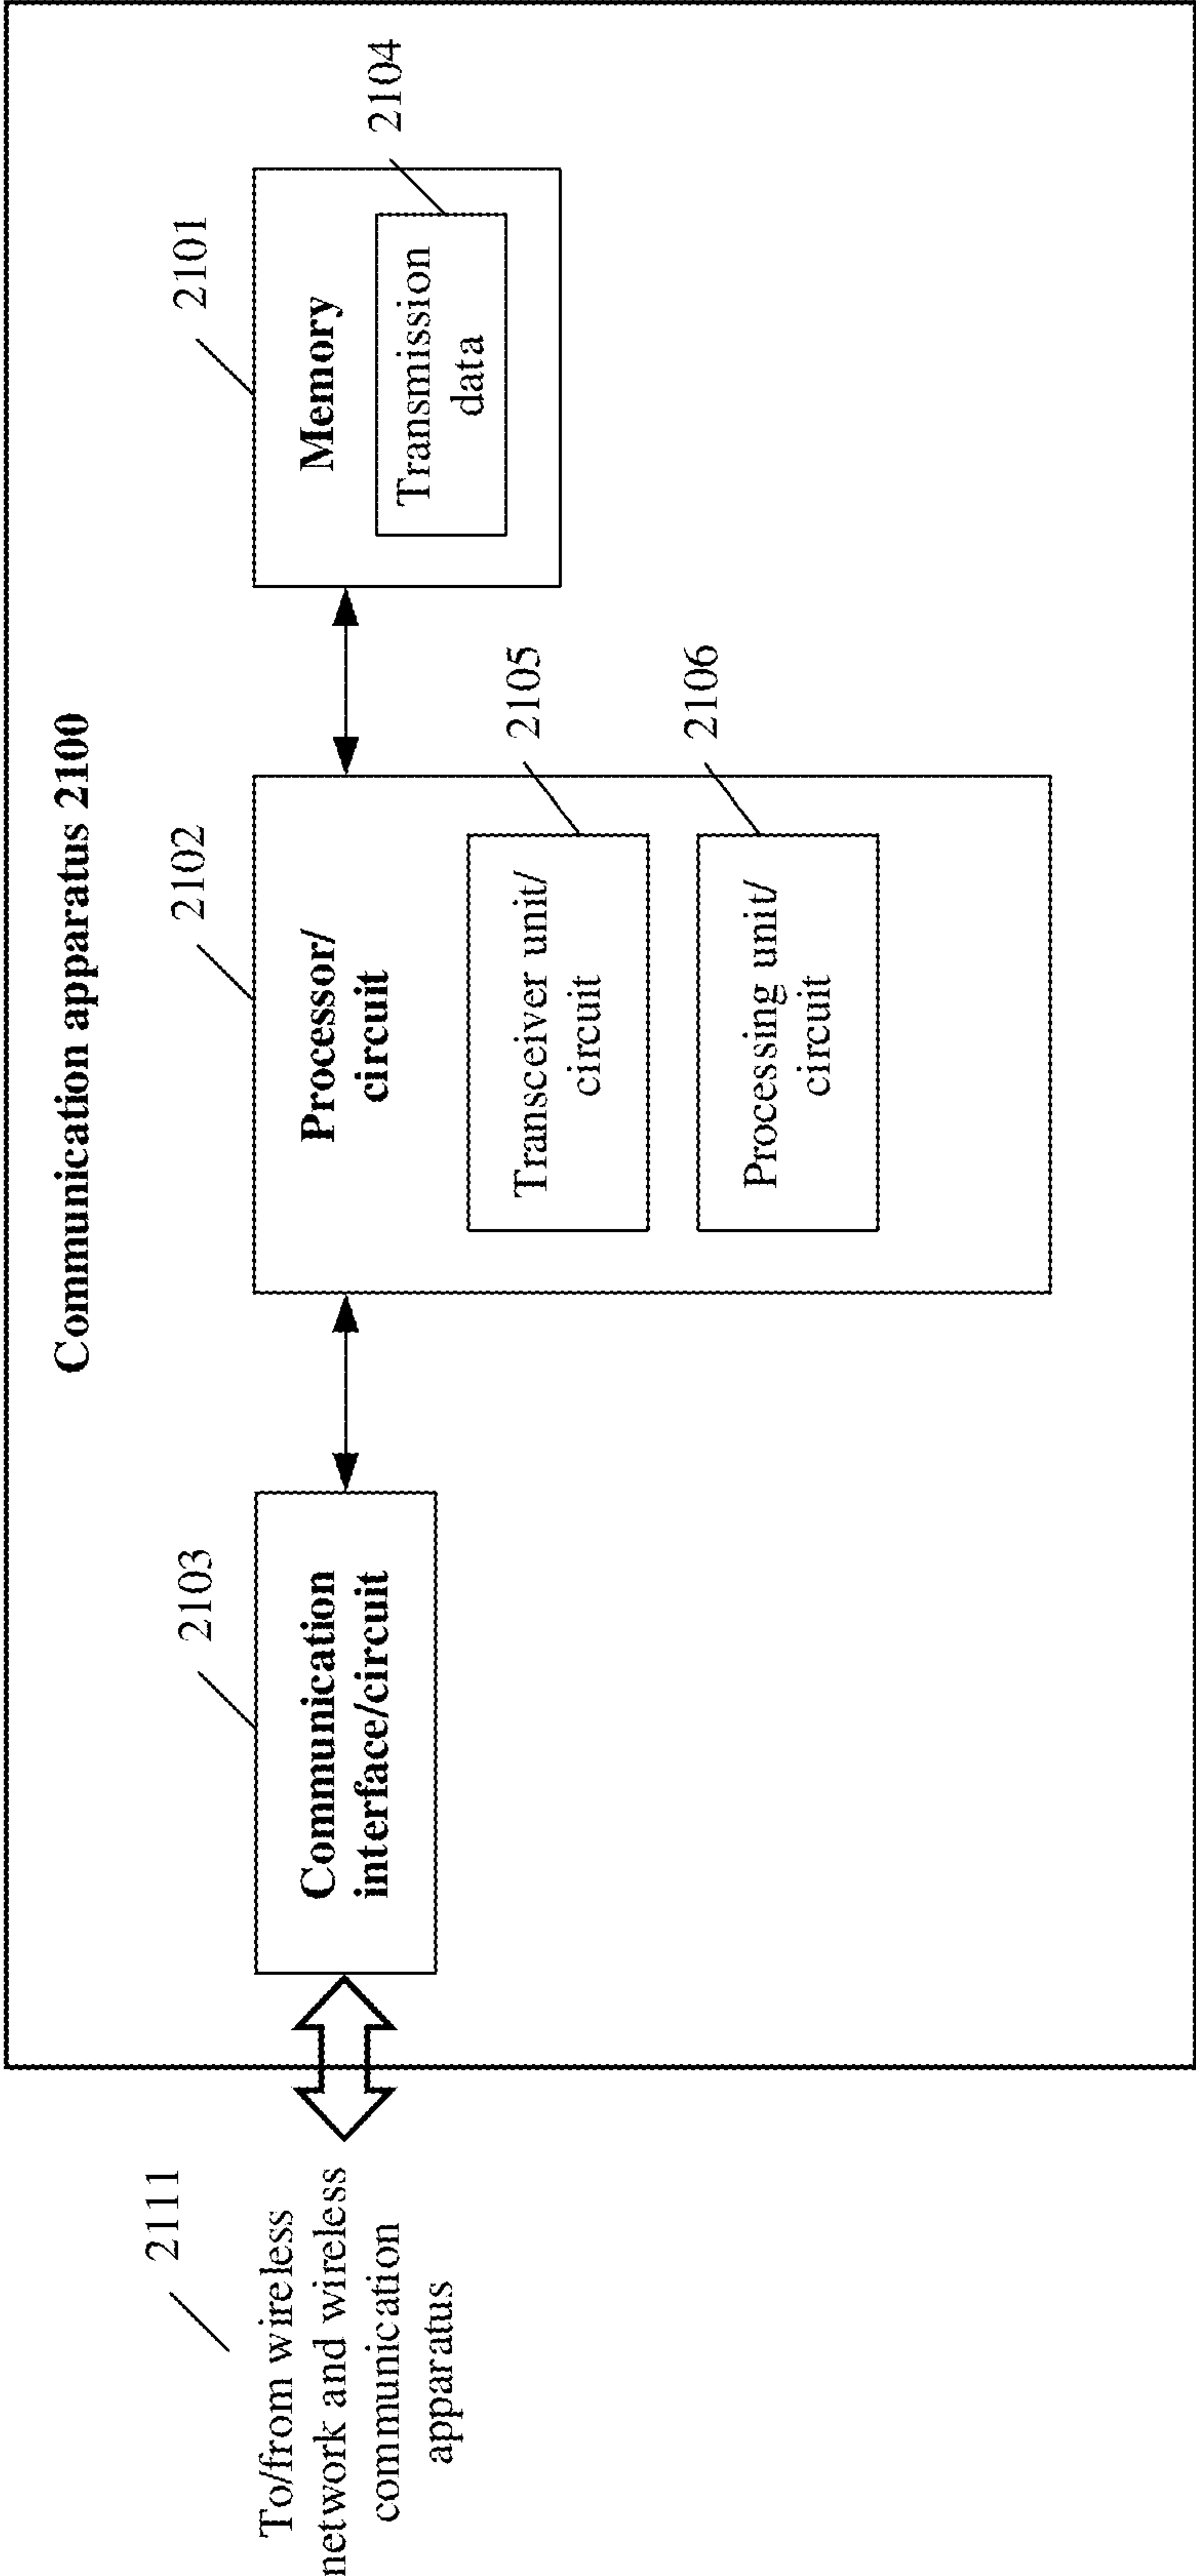 Communication apparatus 2100
2111
To/from wireless
network and wireless
communication
apparatus
2103
Communication
interface/circuit
2102
Processor/
circuit
2105
Transceiver unit/
circuit
2106
Processing unit/
circuit
2101
Memory
2104
Transmission
data